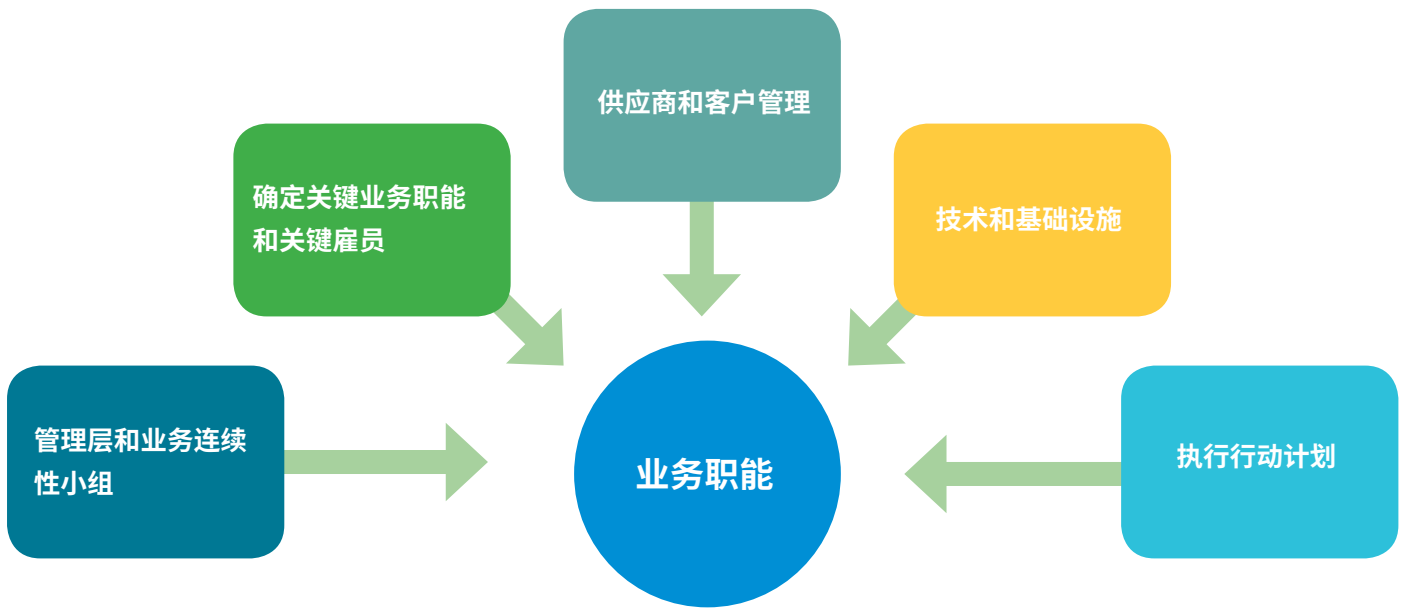 供应商和客户管理
确定关键业务职能
和关键雇员
技术和基础设施
管理层和业务连续
性小组
业务职能
执行行动计划